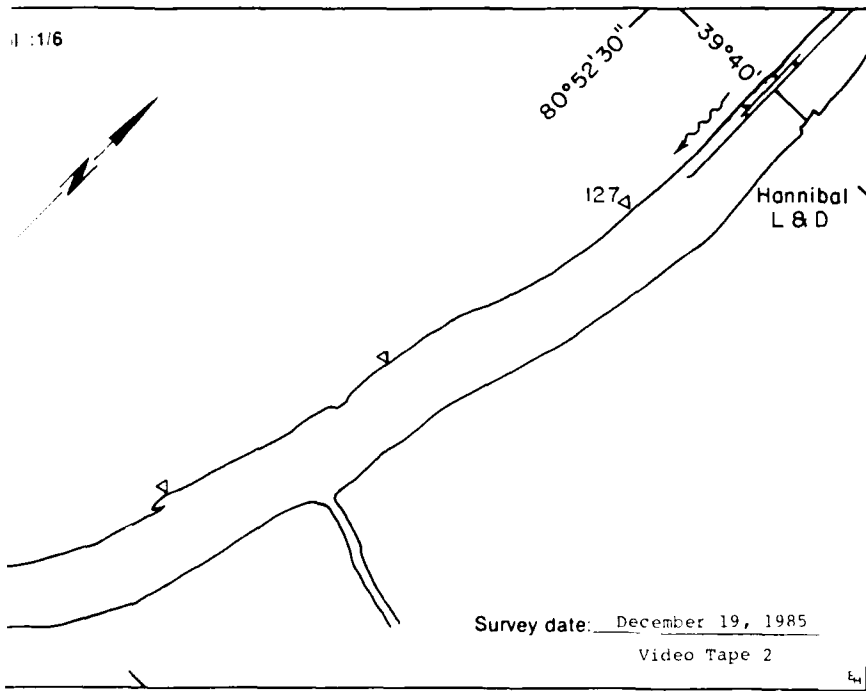 :1/6
80°52'30"
39°40'
127
Hannibal
L & D
Survey date: December 19, 1985
Video Tape 2